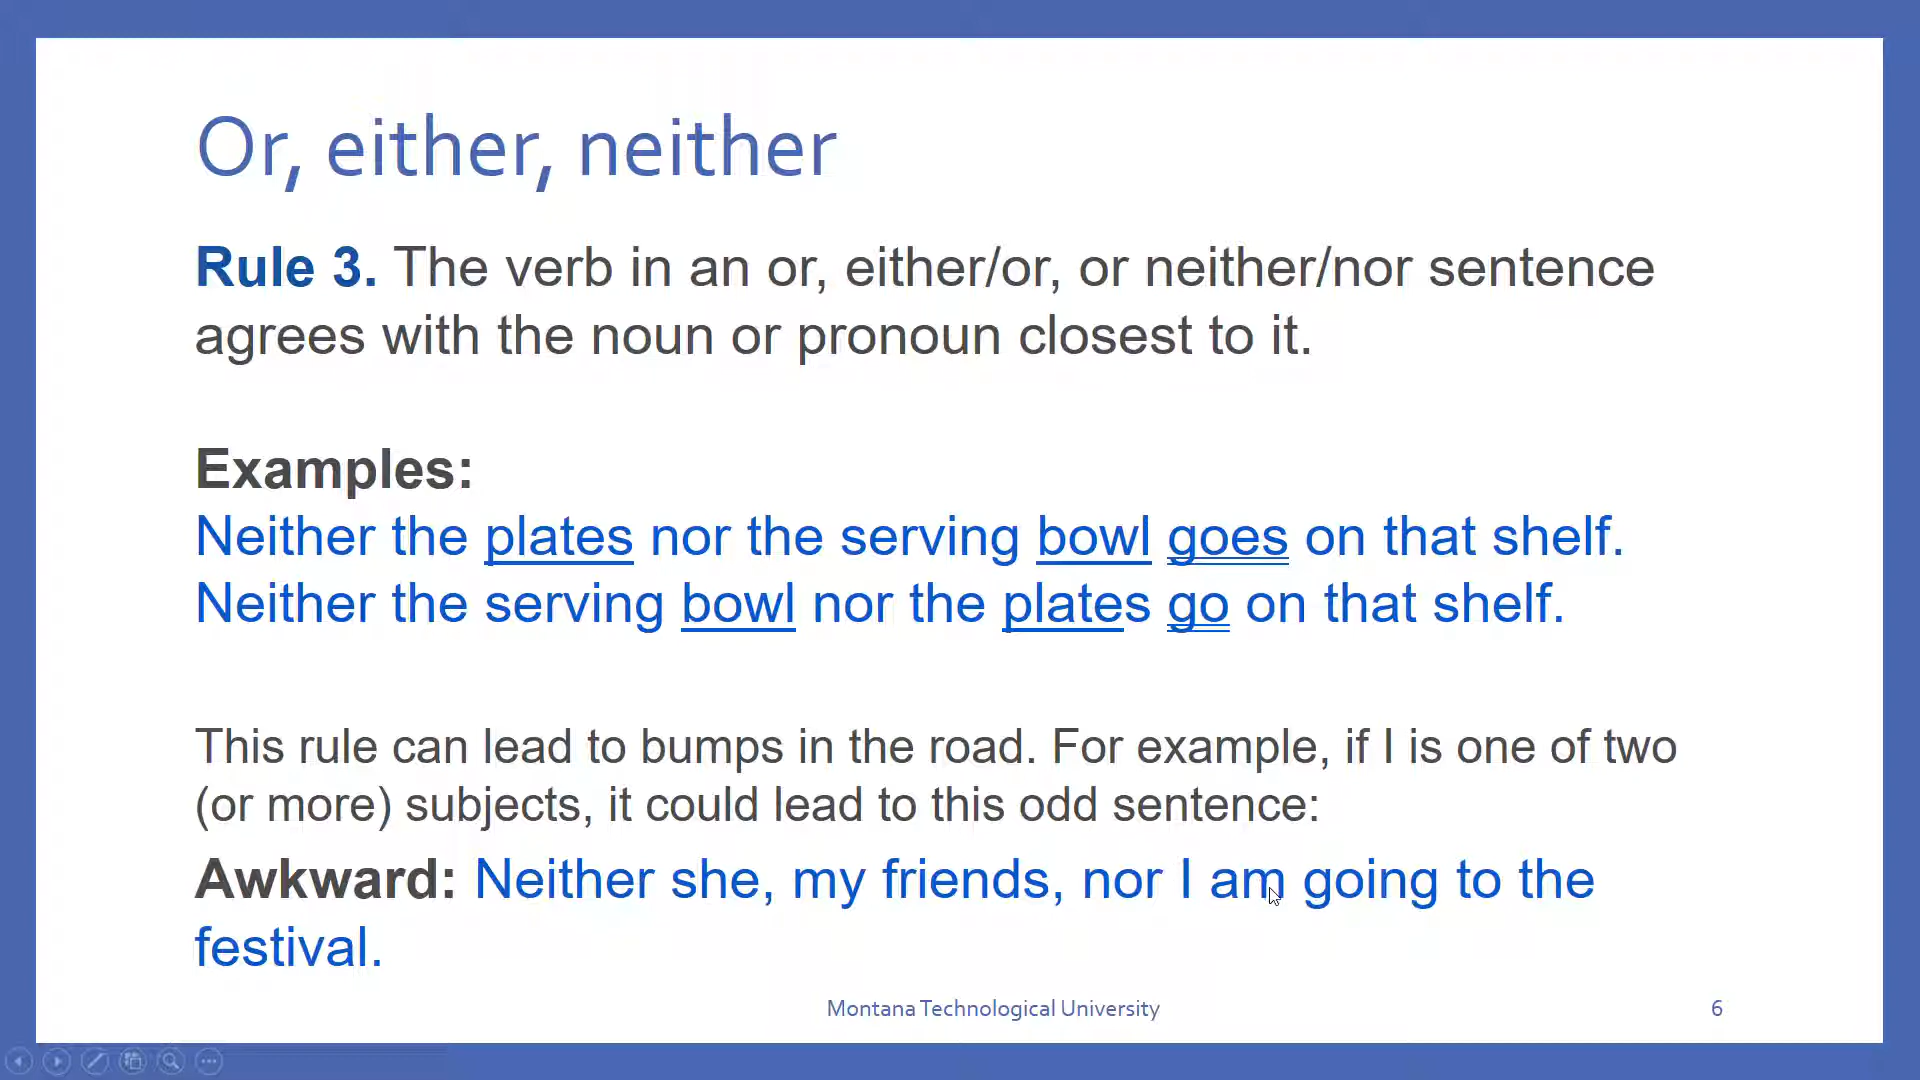 Or, either, neither
Rule 3. The verb in an or, either/or, or neither/nor sentence
agrees with the noun or pronoun closest to it.
Examples:
Neither the plates nor the serving bowl goes on that shelf.
Neither the serving bowl nor the plates go on that shelf.
This rule can lead to bumps in the road. For example, if I is one of two
(or more) subjects, it could lead to this odd sentence:
Awkward: Neither she, my friends, nor I am going to the
festival.
Montana Technological University
6